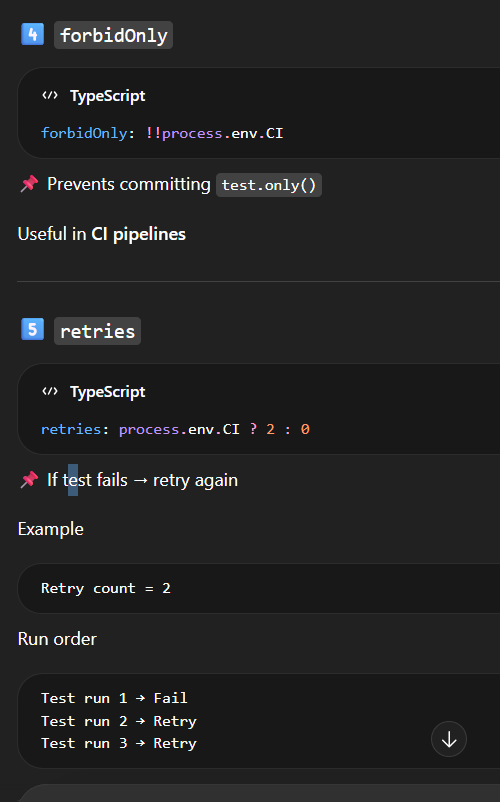 4 forbidOnly
TypeScript
forbidOnly: !!process.env.CI
📌 Prevents committing test.only()
Useful in CI pipelines
5 retries
TypeScript
retries: process.env.CI ? 2 : 0
📌 If test fails → retry again
Example
Retry count = 2
Run order
Test run 1 → Fail
Test run 2 → Retry
Test run 3 → Retry